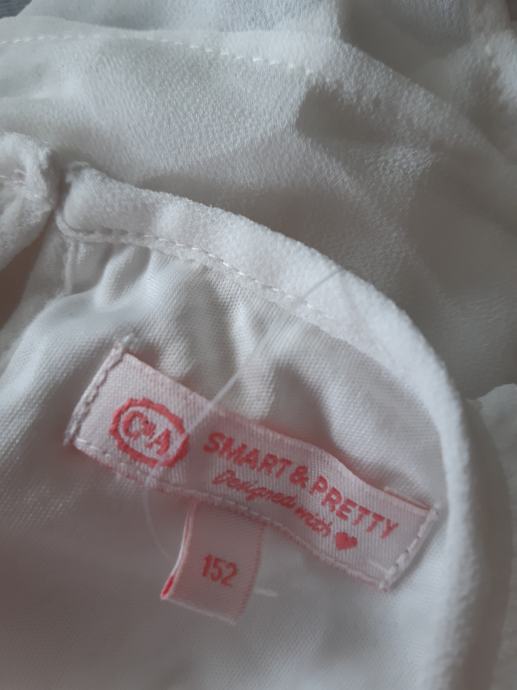 C&A
SMART & PRETTY
Designed with ❤
152